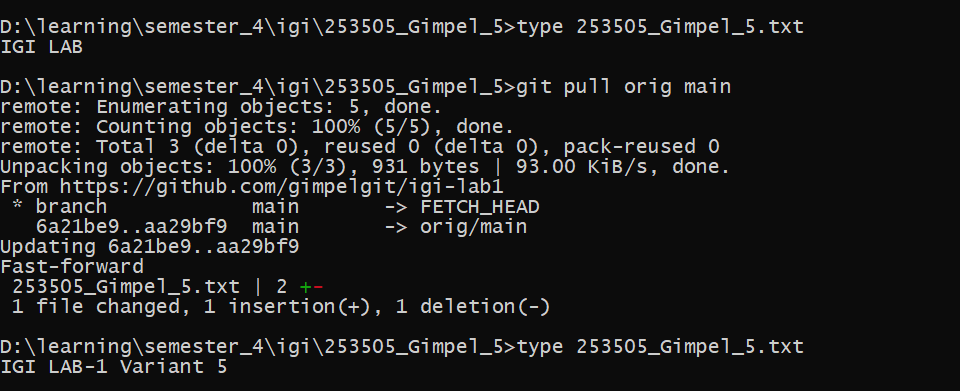 D:\learning\semester_4\igi\253505_Gimpel_5>type 253505_Gimpel_5.txt
IGI LAB
D:\learning\semester_4\igi\253505_Gimpel_5>git pull orig main
remote: Enumerating objects: 5, done.
remote: Counting objects: 100% (5/5), done.
remote: Total 3 (delta 0), reused 0 (delta 0), pack-reused 0
Unpacking objects: 100% (3/3), 931 bytes | 93.00 KiB/s, done.
From https://github.com/gimpelgit/igi-lab1
 * branch            main       -> FETCH_HEAD
   6a21be9..aa29bf9  main       -> orig/main
Updating 6a21be9..aa29bf9
Fast-forward
 253505_Gimpel_5.txt | 2 +-
 1 file changed, 1 insertion(+), 1 deletion(-)
D:\learning\semester_4\igi\253505_Gimpel_5>type 253505_Gimpel_5.txt
IGI LAB-1 Variant 5